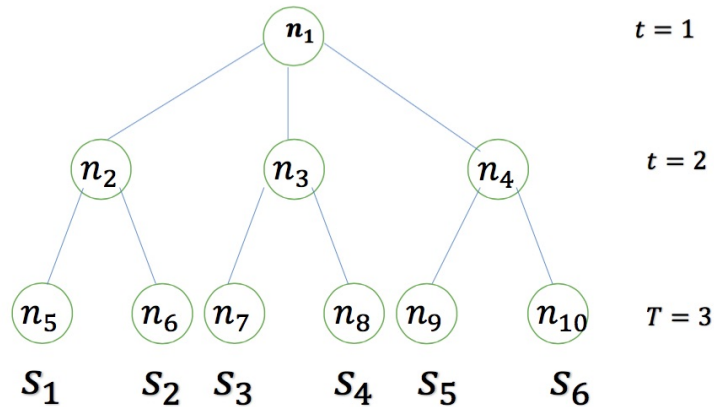 n₁ t = 1
n₂ n₃ n₄ t = 2
n₅ n₆ n₇ n₈ n₉ n₁₀ T = 3
S₁ S₂ S₃ S₄ S₅ S₆